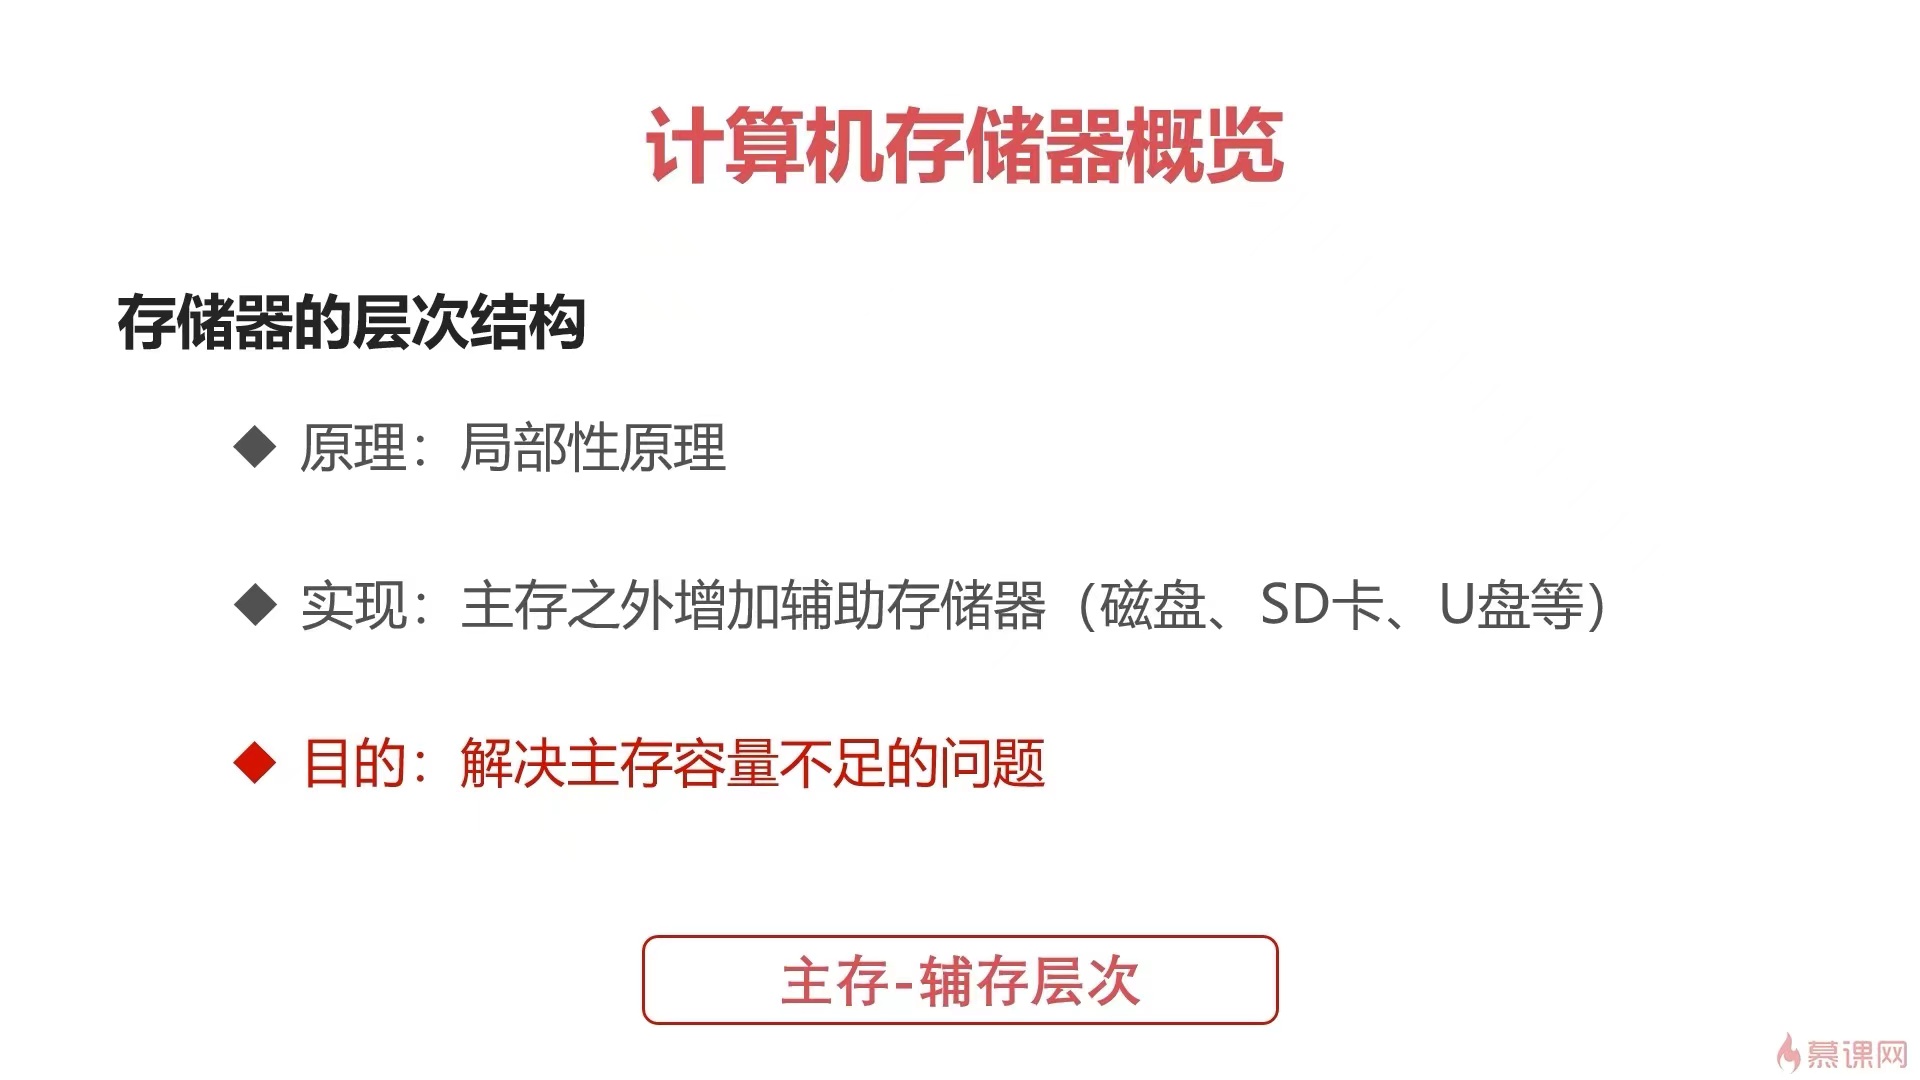 计算机存储器概览
存储器的层次结构
◆ 原理：局部性原理
◆ 实现：主存之外增加辅助存储器（磁盘、SD卡、U盘等）
◆ 目的：解决主存容量不足的问题
主存-辅存层次
慕课网